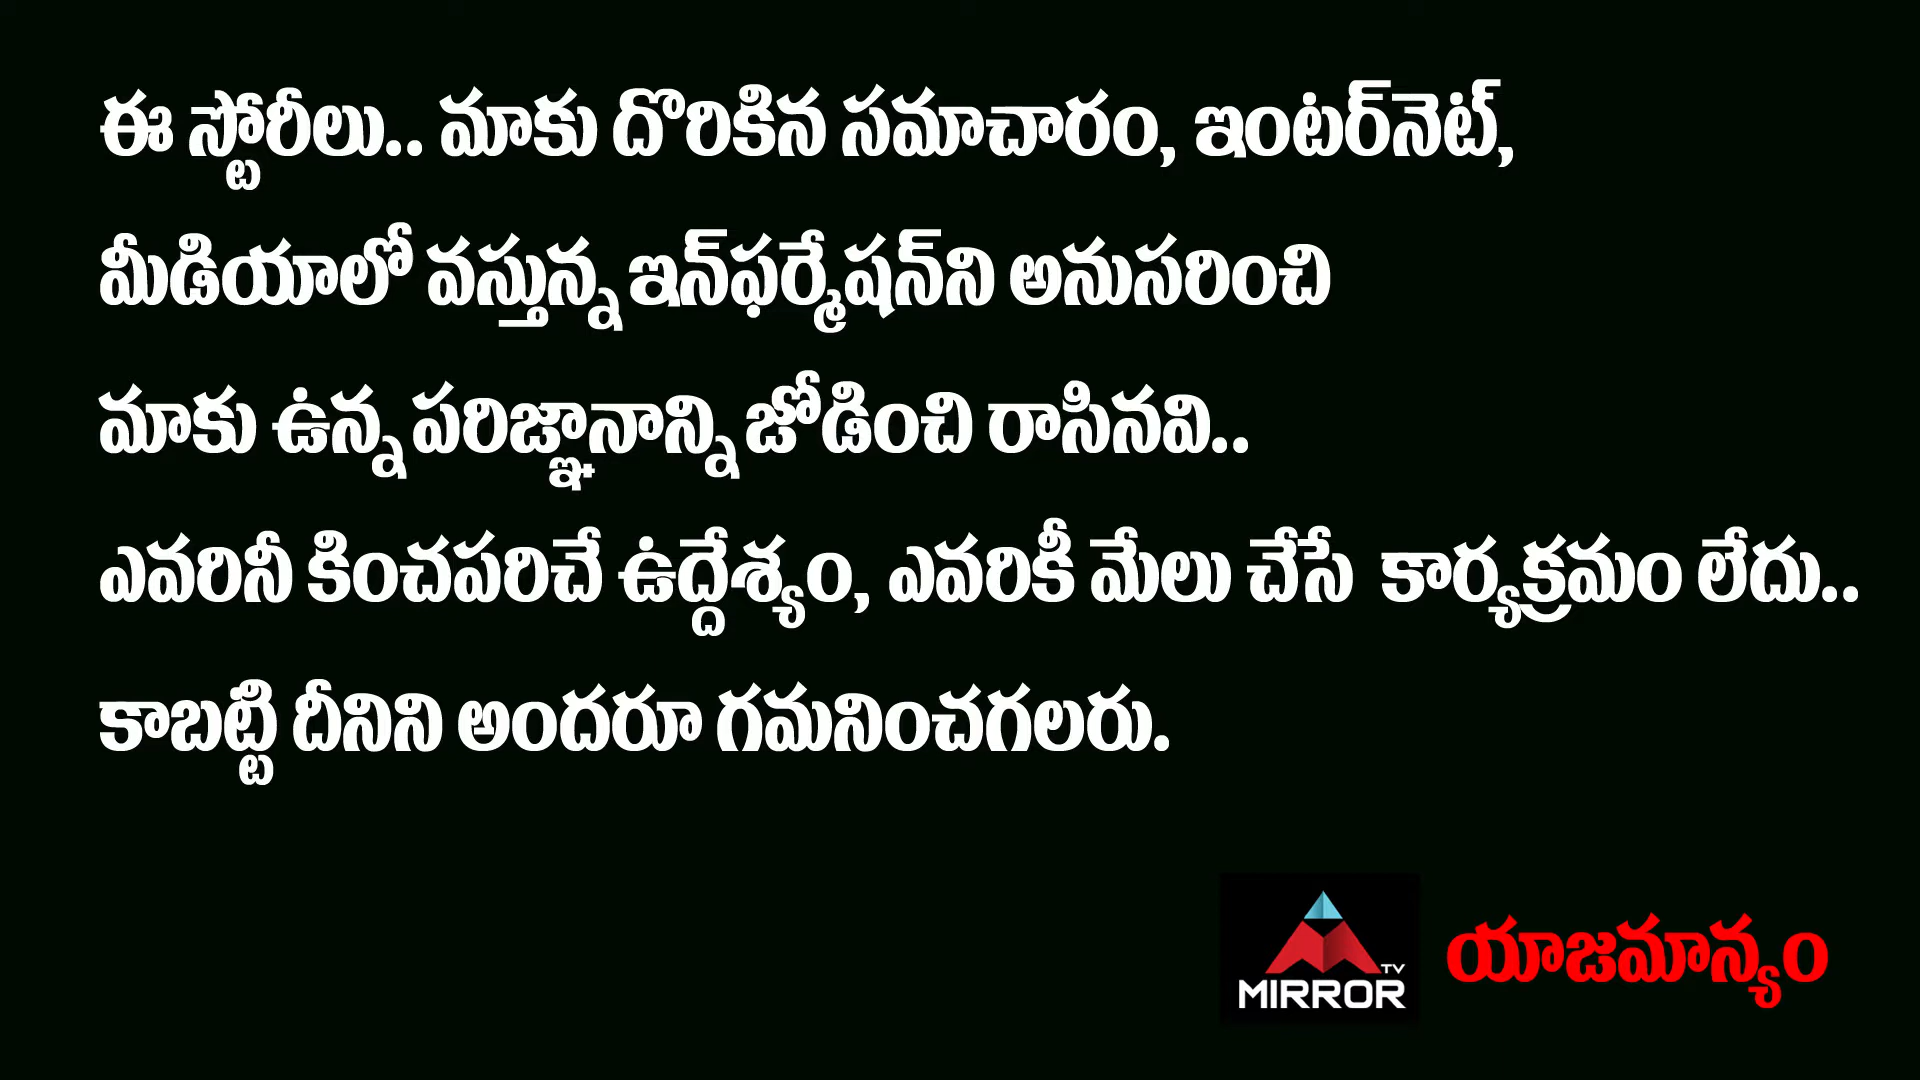 ఈ స్టోరీలు.. మాకు దొరికిన సమాచారం, ఇంటర్‌నెట్,
మీడియాలో వస్తున్న ఇన్‌ఫర్మేషన్‌ని అనుసరించి
మాకు ఉన్న పరిజ్ఞానాన్ని జోడించి రాసినవి..
ఎవరినీ కించపరిచే ఉద్దేశ్యం, ఎవరికీ మేలు చేసే కార్యక్రమం లేదు..
కాబట్టి దీనిని అందరూ గమనించగలరు.
TV
MIRROR
యాజమాన్యం